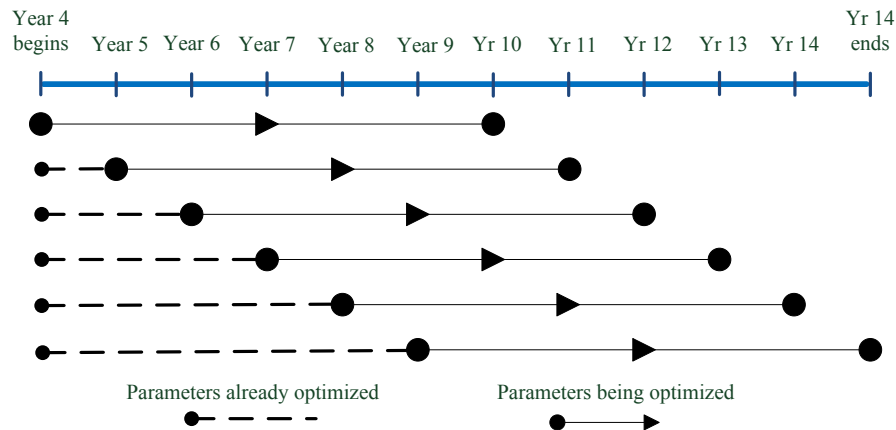 Year 4
begins
Year 5
Year 6
Year 7
Year 8
Year 9
Yr 10
Yr 11
Yr 12
Yr 13
Yr 14
Yr 14
ends
Parameters already optimized
Parameters being optimized